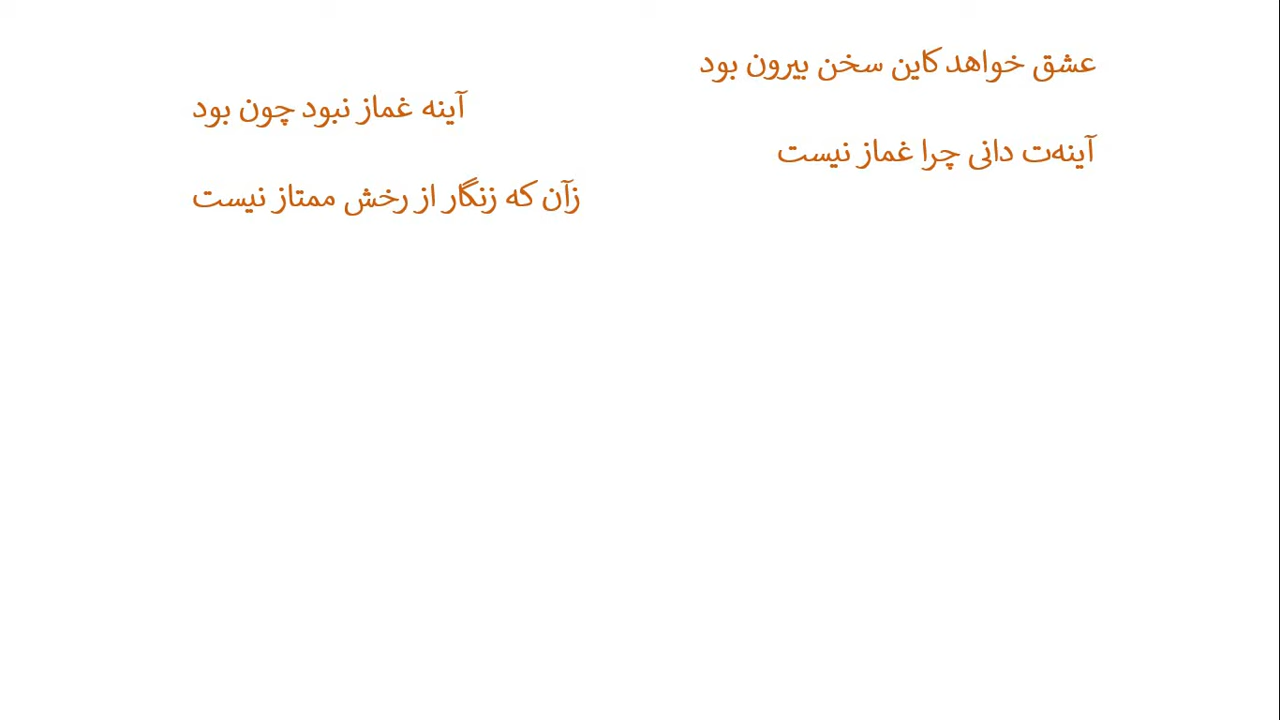 عشق خواهد کاین سخن بیرون بود
آینه غماز نبود چون بود
آینه‌ت دانی چرا غماز نیست
زآن که زنگار از رخش ممتاز نیست